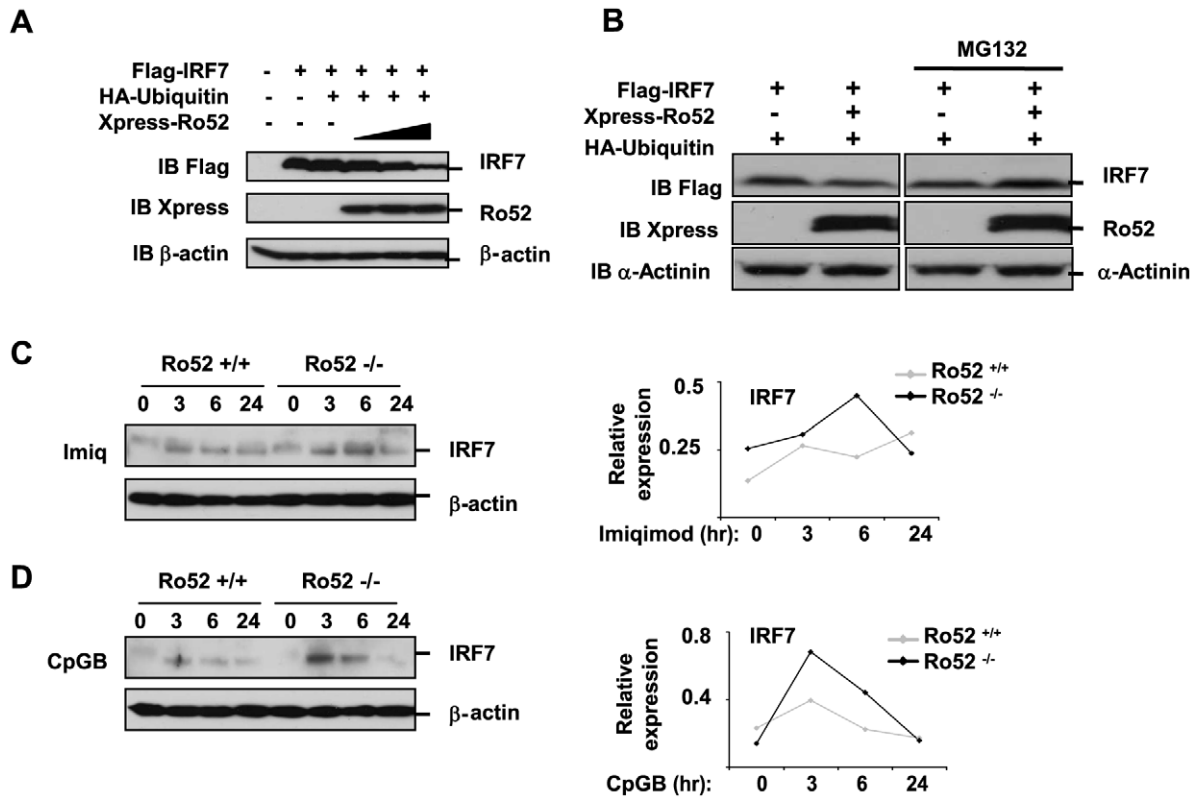 A
Flag-IRF7 - + + + + +
HA-Ubiquitin - - + + + +
Xpress-Ro52 - - -
IB Flag IRF7
IB Xpress Ro52
IB β-actin β-actin
B
MG132
Flag-IRF7 + + + +
Xpress-Ro52 - + - +
HA-Ubiquitin + + + +
IB Flag IRF7
IB Xpress Ro52
IB α-Actinin α-Actinin
C
Ro52 +/+ Ro52 -/-
0 3 6 24 0 3 6 24
Imiq IRF7
β-actin
Ro52 +/+
Ro52 -/-
IRF7
Relative expression
0.5
0.25
Imiqimod (hr): 0 3 6 24
D
Ro52 +/+ Ro52 -/-
0 3 6 24 0 3 6 24
CpGB IRF7
β-actin
Ro52 +/+
Ro52 -/-
IRF7
Relative expression
0.8
0.4
CpGB (hr): 0 3 6 24